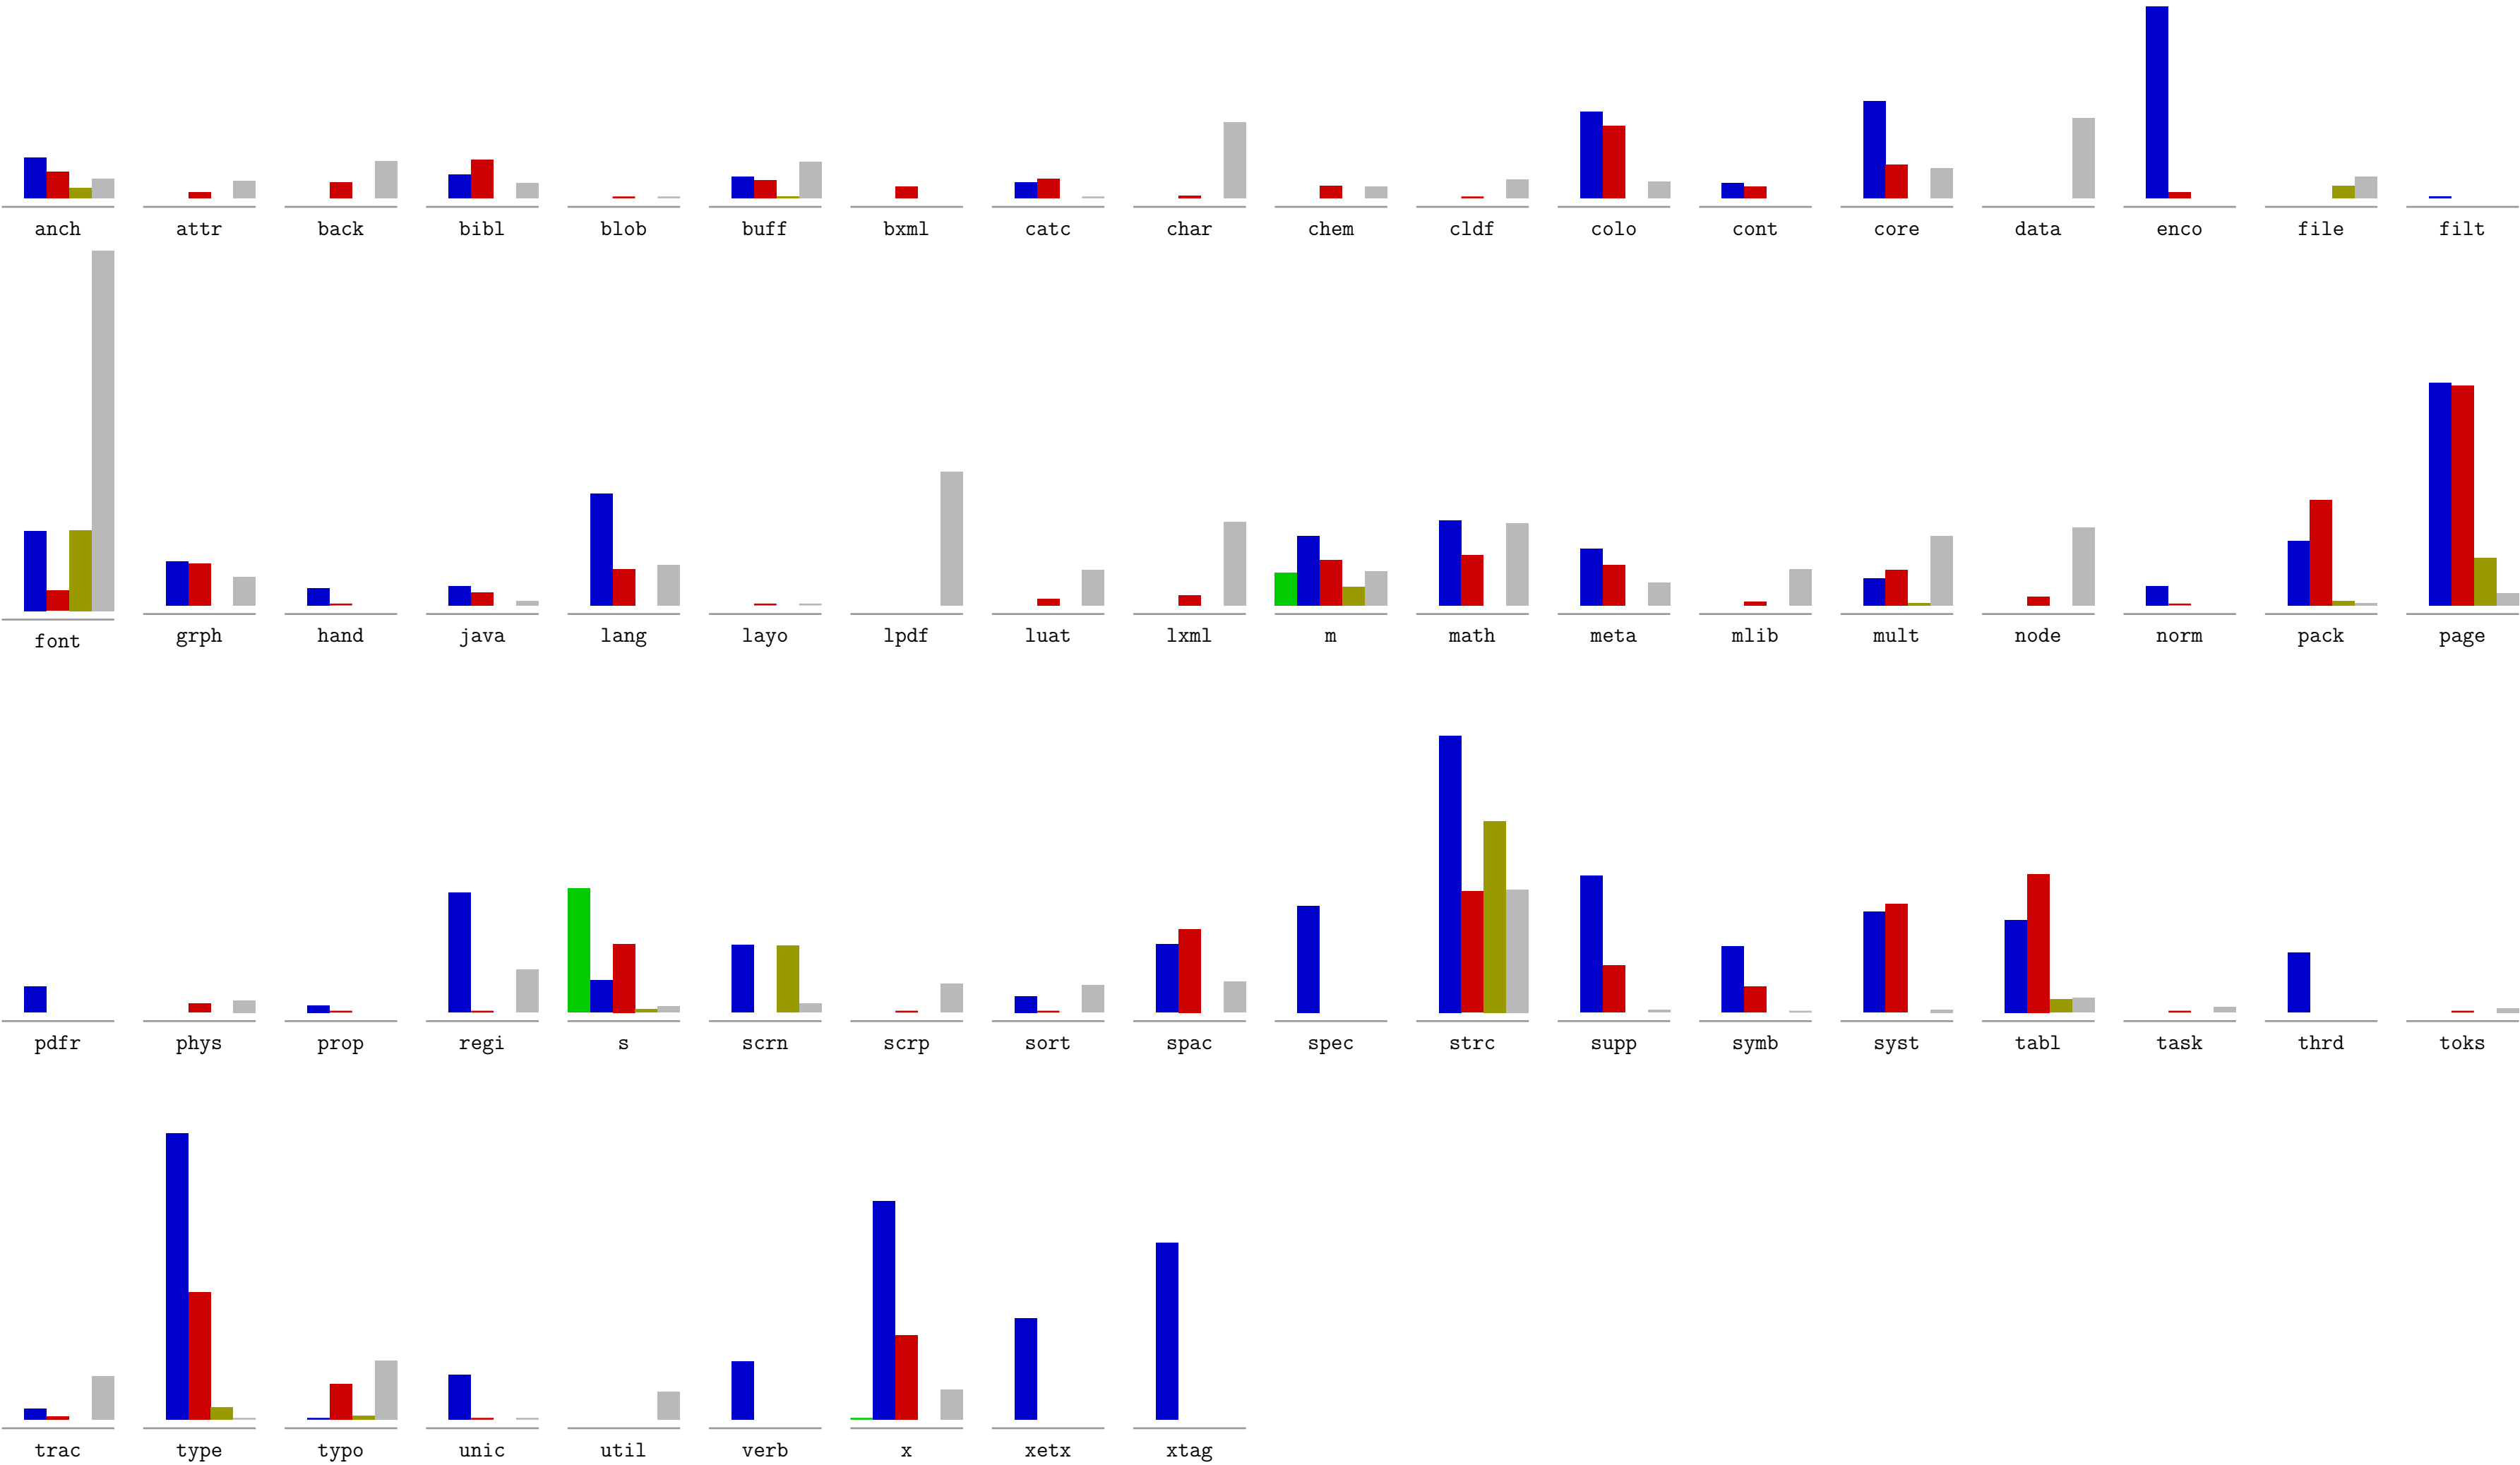 anch attr back bibl blob buff bxml catc char chem cldf colo cont core data enco file filt
font grph hand java lang layo lpdf luat lxml m math meta mlib mult node norm pack page
pdfr phys prop regi s scrn scrp sort spac spec strc supp symb syst tabl task thrd toks
trac type typo unic util verb x xetx xtag